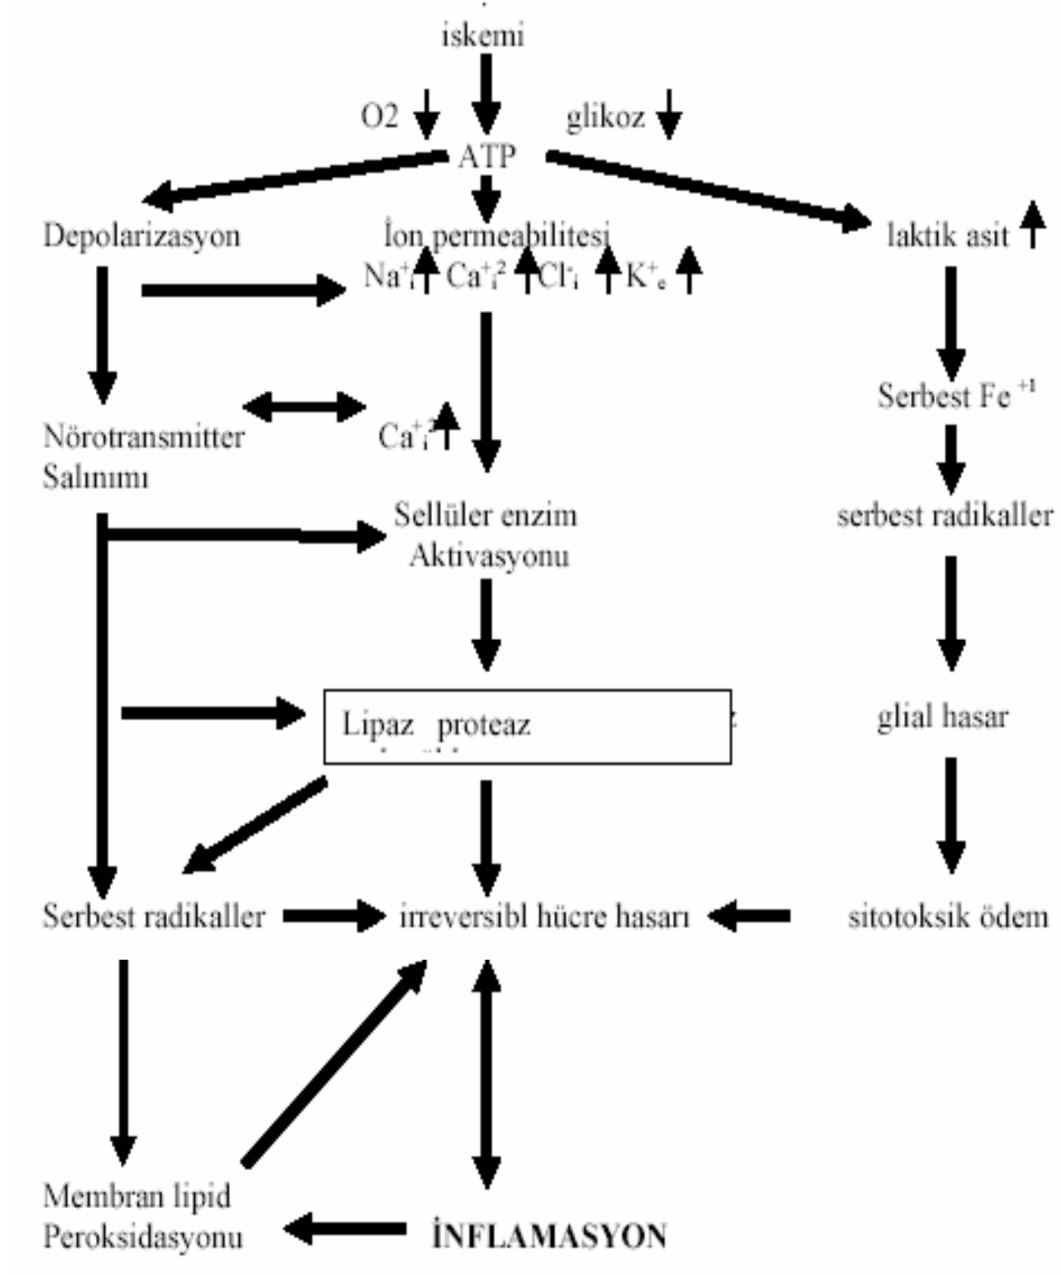 iskemi
O2 glikoz
ATP
Depolarizasyon İon permeabilitesi laktik asit
Na⁺ᵢ Ca⁺ᵢ² Cl⁻ᵢ K⁺ₑ
Serbest Fe ⁺¹
Nörotransmitter Ca⁺ᵢ
Salınımı
Sellüler enzim serbest radikaller
Aktivasyonu
Lipaz proteaz glial hasar
Serbest radikaller irreversibl hücre hasarı sitotoksik ödem
Membran lipid
Peroksidasyonu İNFLAMASYON